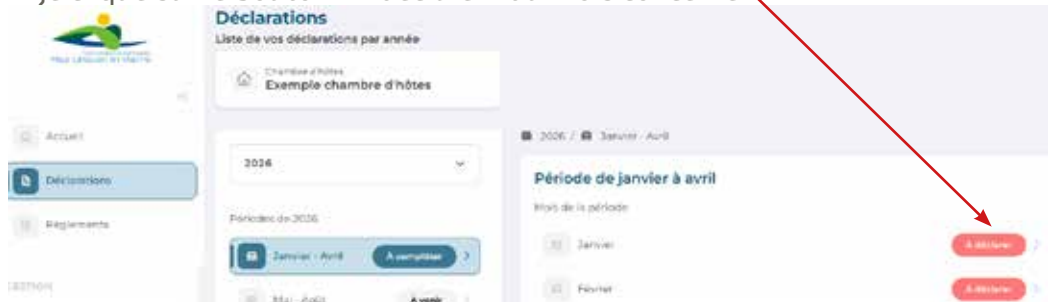 Déclarations
Liste de vos déclarations par année
Chambre d'hôtes
Exemple chambre d'hôtes
Accueil
Déclarations
Règlements
2026
Périodes de 2026
Janvier - Avril
A compléter
Mai - Août
A venir
2026 / Janvier - Avril
Période de janvier à avril
Mois de la période
Janvier
A déclarer
Février
A déclarer